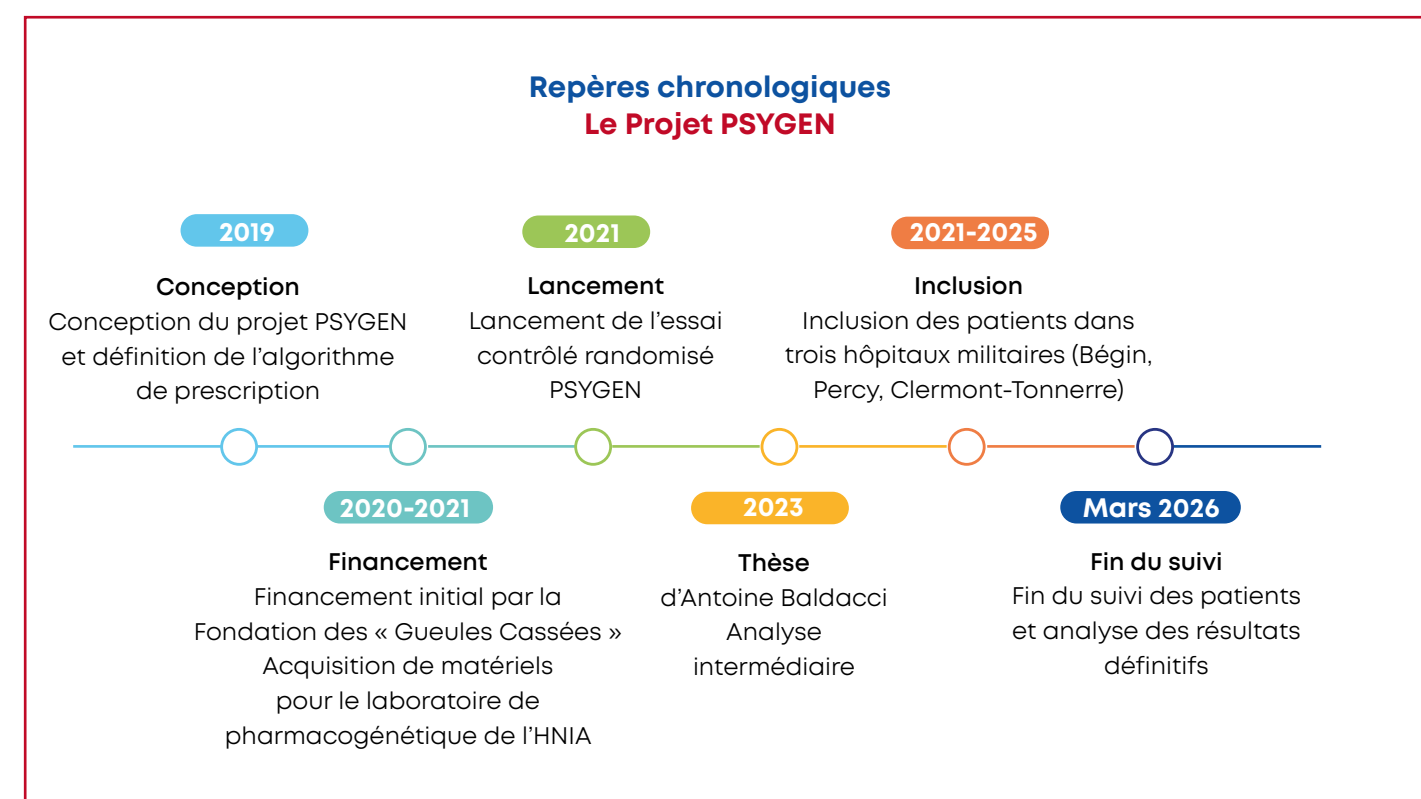 Repères chronologiques
Le Projet PSYGEN
2019
Conception
Conception du projet PSYGEN
et définition de l'algorithme
de prescription
2020-2021
Financement
Financement initial par la
Fondation des « Gueules Cassées »
Acquisition de matériels
pour le laboratoire de
pharmacogénétique de l'HNIA
2021
Lancement
Lancement de l'essai
contrôlé randomisé
PSYGEN
2023
Thèse
d'Antoine Baldacci
Analyse
intermédiaire
2021-2025
Inclusion
Inclusion des patients dans
trois hôpitaux militaires (Bégin,
Percy, Clermont-Tonnerre)
Mars 2026
Fin du suivi
Fin du suivi des patients
et analyse des résultats
définitifs